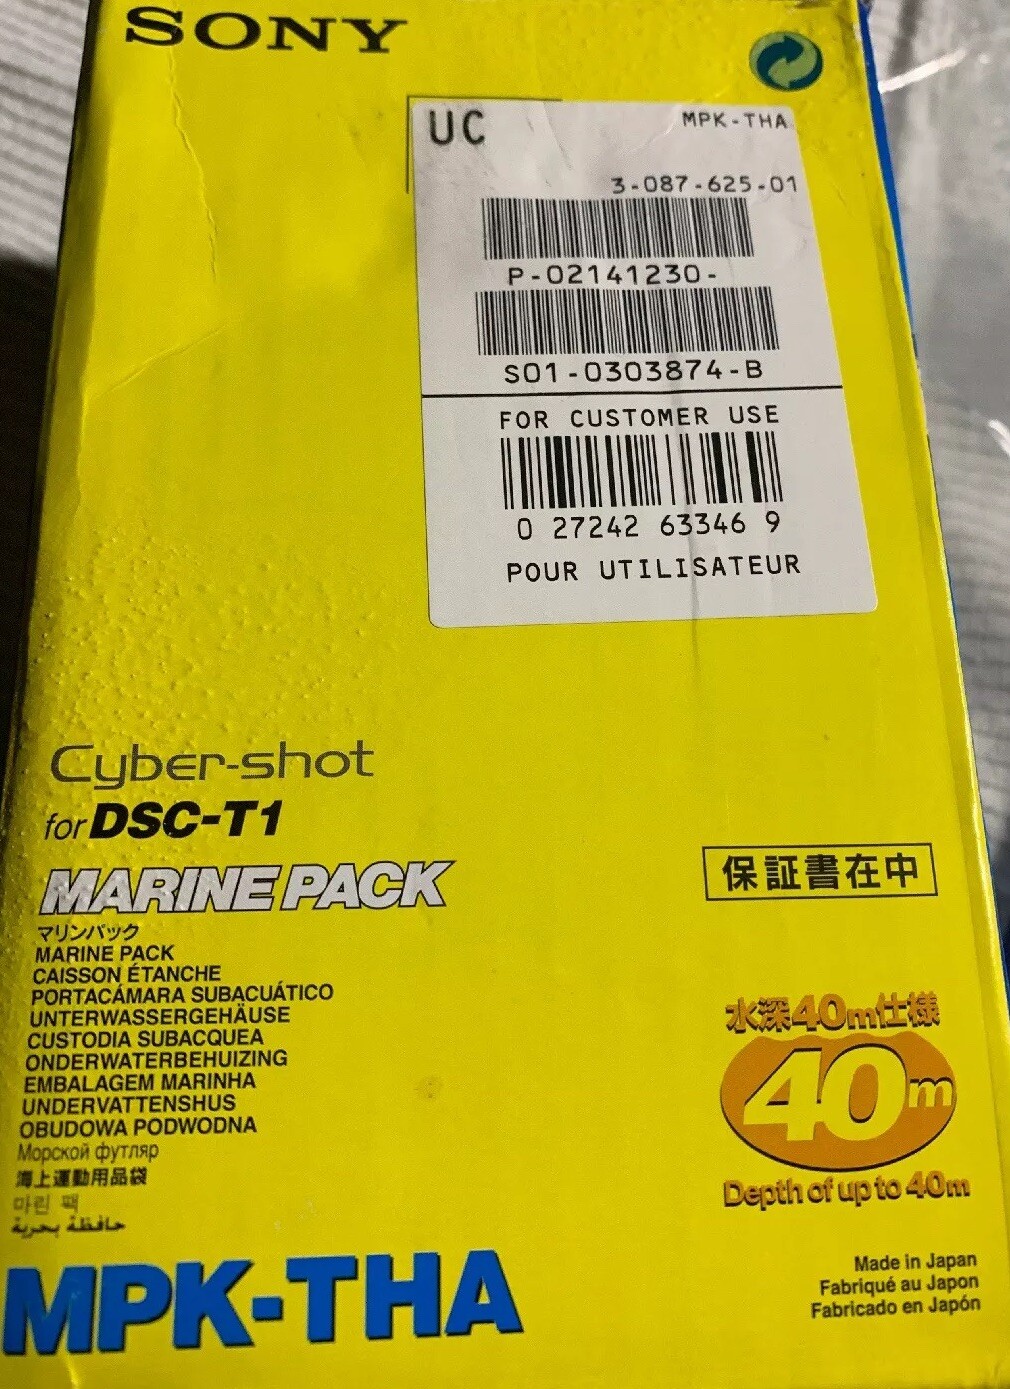 SONY
UC
MPK-THA
3-087-625-01
P-02141230-
S01-0303874-B
FOR CUSTOMER USE
0 27242 63346 9
POUR UTILISATEUR
Cyber-shot
for DSC-T1
MARINE PACK
マリンパック
MARINE PACK
CAISSON ÉTANCHE
PORTACÁMARA SUBACUÁTICO
UNTERWASSERGEHÄUSE
CUSTODIA SUBACQUEA
ONDERWATERBEHUIZING
EMBALAGEM MARINHA
UNDERVATTENSHUS
OBUDOWA PODWODNA
Морской футляр
海上運動用品袋
마린 팩
حافظة بحرية
MPK-THA
保証書在中
水深40m仕様
40m
Depth of up to 40m
Made in Japan
Fabriqué au Japon
Fabricado en Japón